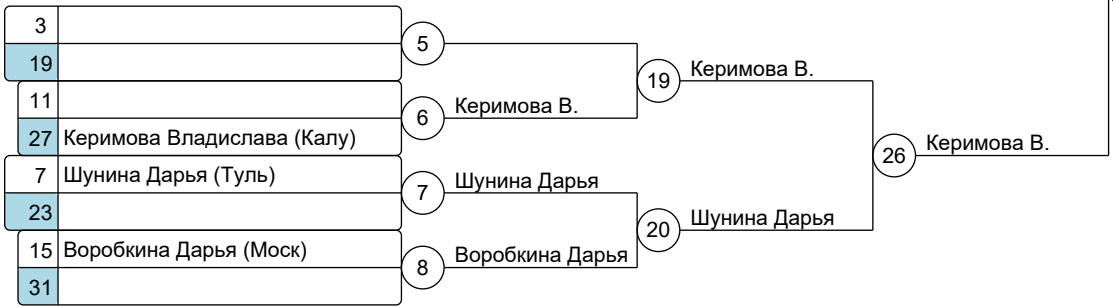 3
5
19
19 Керимова В.
11
6 Керимова В.
27 Керимова Владислава (Калу)
26 Керимова В.
7 Шунина Дарья (Туль)
7 Шунина Дарья
23
20 Шунина Дарья
15 Воробкина Дарья (Моск)
8 Воробкина Дарья
31